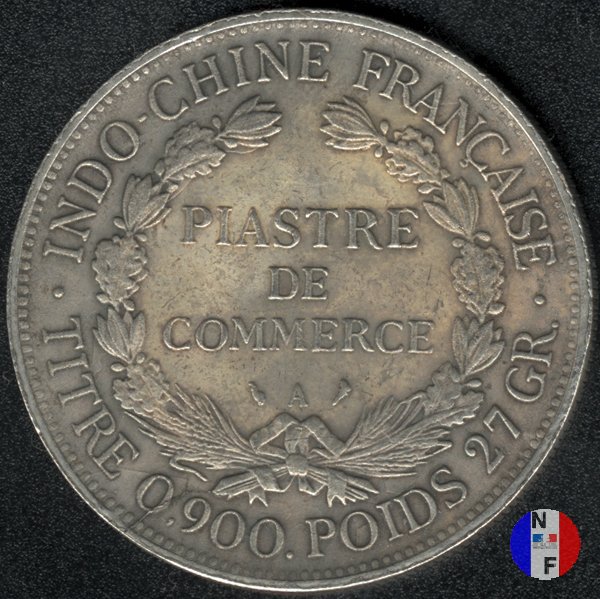 · INDO-CHINE FRANÇAISE ·
PIASTRE
DE
COMMERCE
A
TITRE 0,900. POIDS 27 GR.
N
F